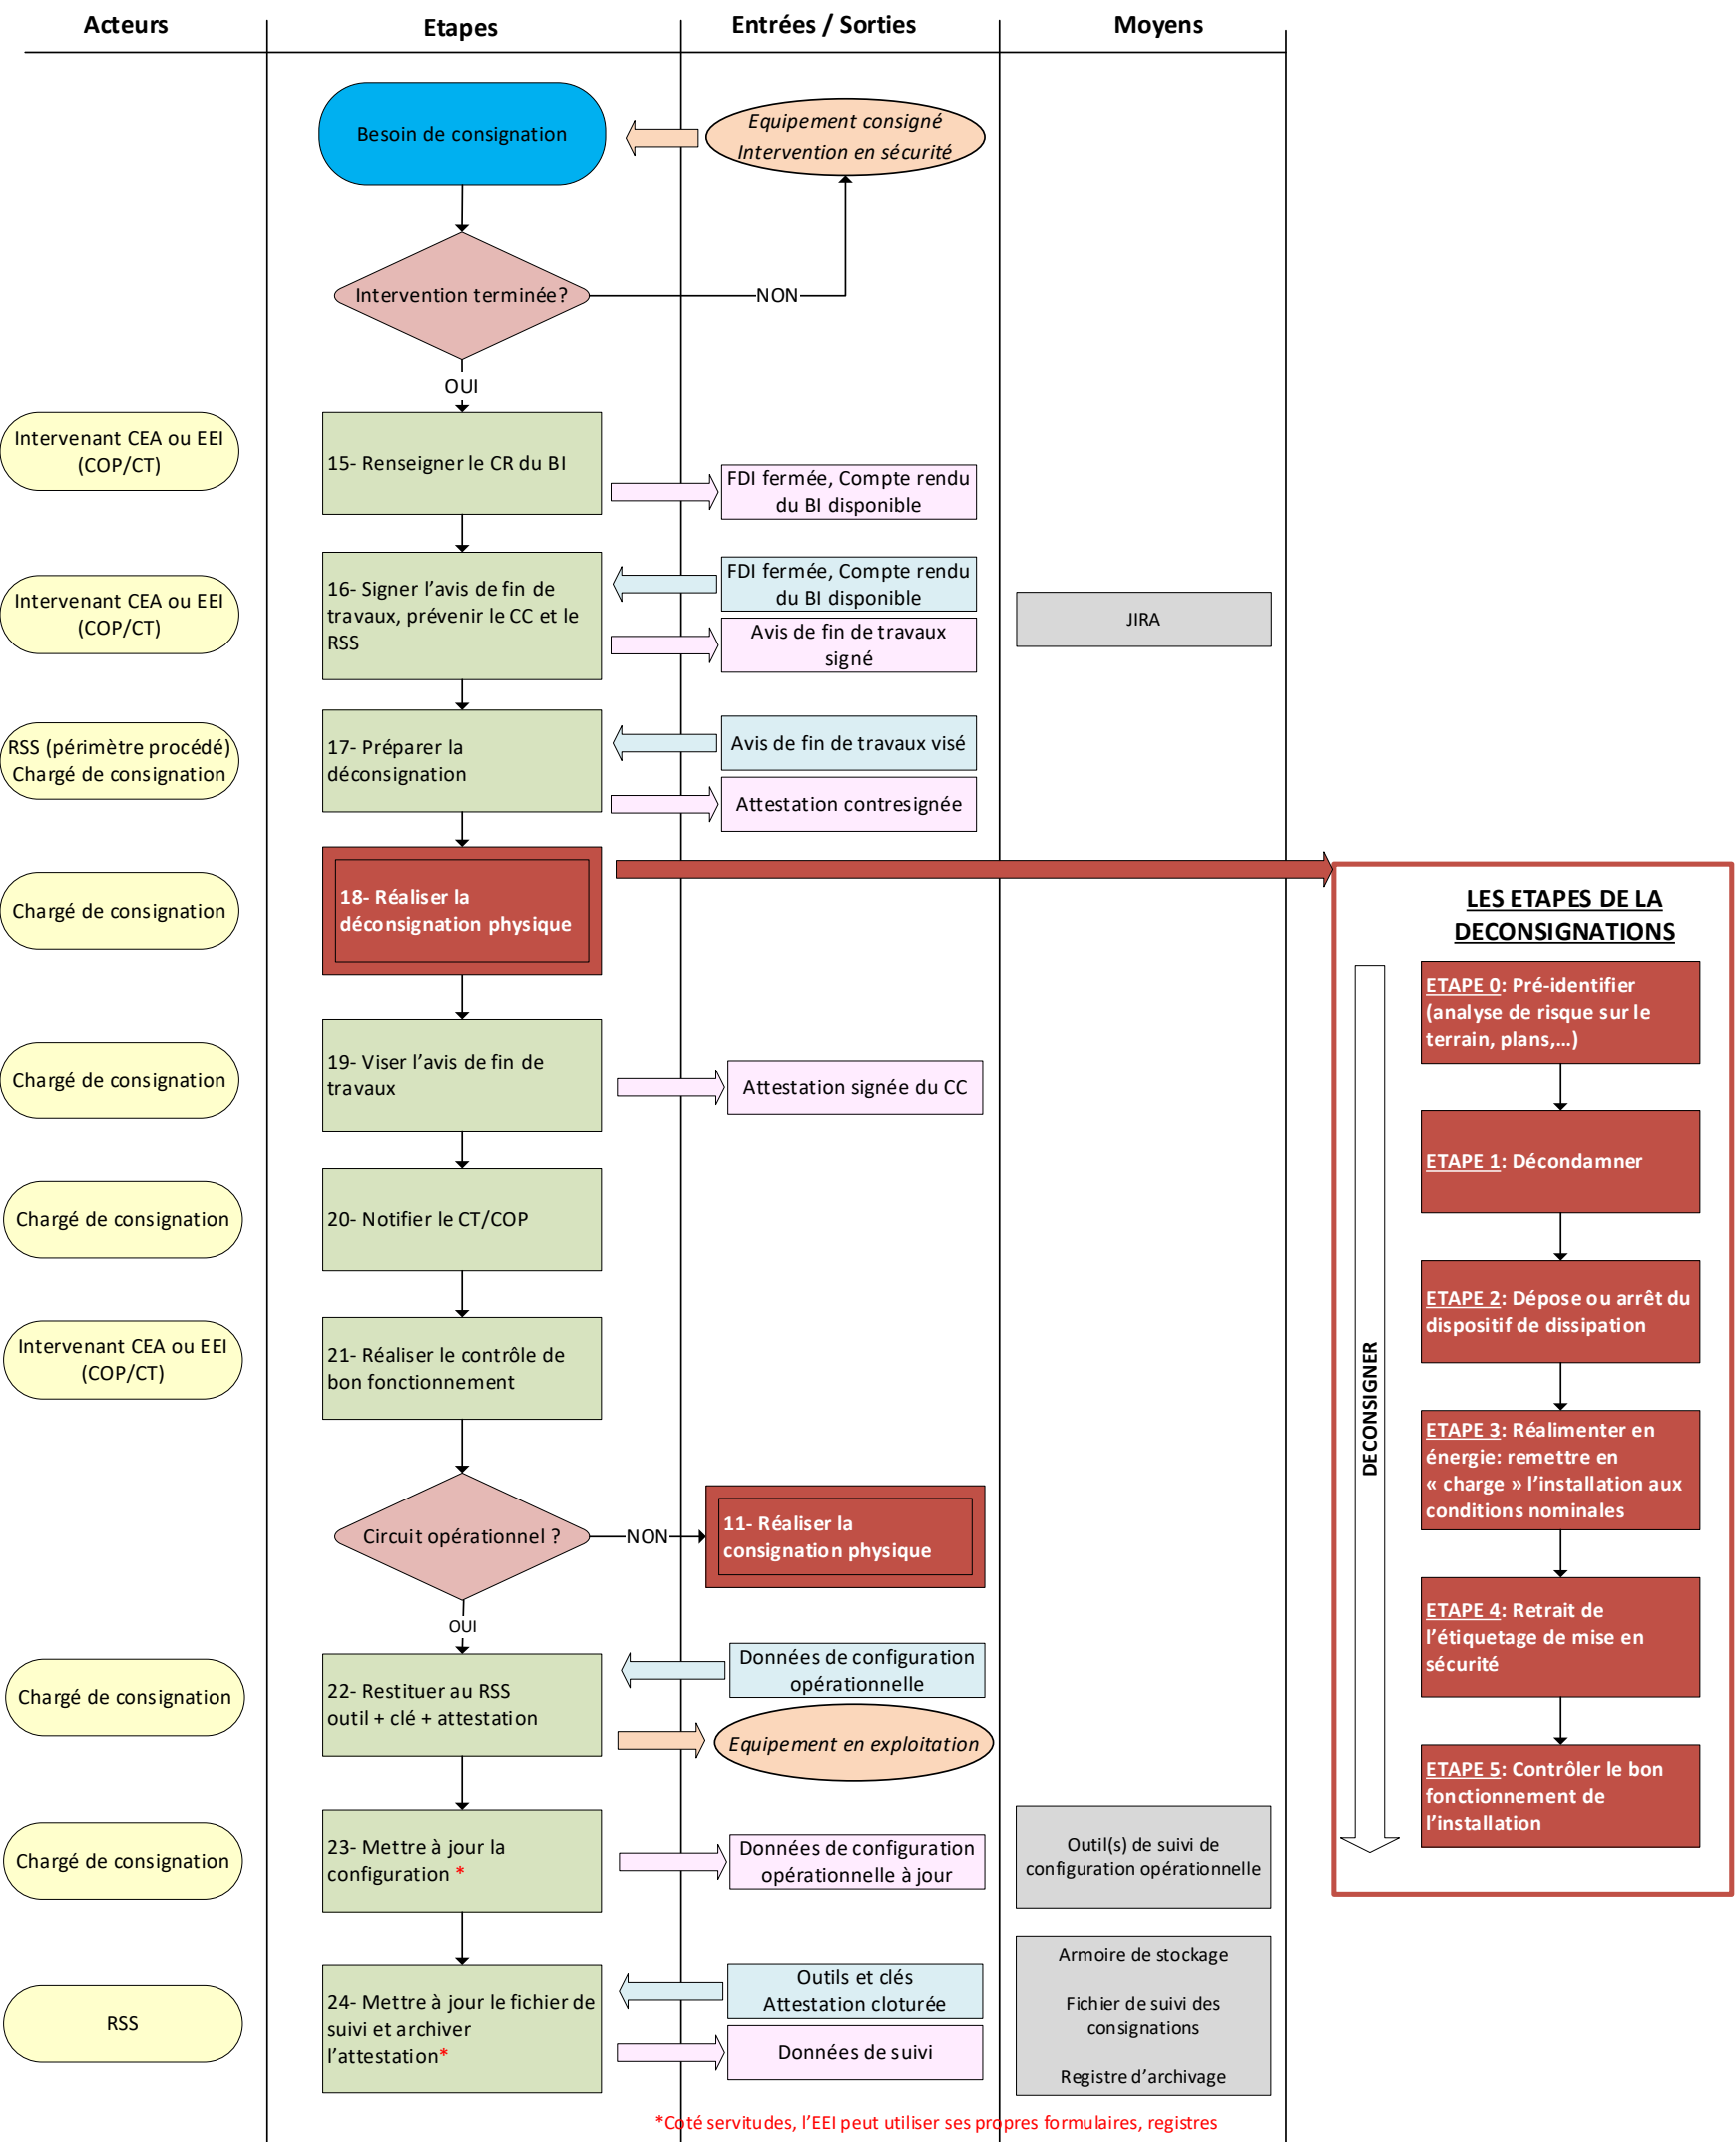 Acteurs
Etapes
Entrées / Sorties
Moyens
Besoin de consignation
Equipement consigné
Intervention en sécurité
Intervention terminée?
NON
OUI
Intervenant CEA ou EEI
(COP/CT)
15- Renseigner le CR du BI
FDI fermée, Compte rendu
du BI disponible
Intervenant CEA ou EEI
(COP/CT)
16- Signer l’avis de fin de
travaux, prévenir le CC et le
RSS
FDI fermée, Compte rendu
du BI disponible
Avis de fin de travaux
signé
JIRA
RSS (périmètre procédé)
Chargé de consignation
17- Préparer la
déconsignation
Avis de fin de travaux visé
Attestation contresignée
Chargé de consignation
18- Réaliser la
déconsignation physique
Chargé de consignation
19- Viser l’avis de fin de
travaux
Attestation signée du CC
Chargé de consignation
20- Notifier le CT/COP
Intervenant CEA ou EEI
(COP/CT)
21- Réaliser le contrôle de
bon fonctionnement
Circuit opérationnel ?
NON
11- Réaliser la
consignation physique
OUI
Chargé de consignation
22- Restituer au RSS
outil + clé + attestation
Données de configuration
opérationnelle
Equipement en exploitation
Chargé de consignation
23- Mettre à jour la
configuration *
Données de configuration
opérationnelle à jour
Outil(s) de suivi de
configuration opérationnelle
RSS
24- Mettre à jour le fichier de
suivi et archiver
l’attestation*
Outils et clés
Attestation cloturée
Données de suivi
Armoire de stockage
Fichier de suivi des
consignations
Registre d’archivage
*Coté servitudes, l’EEI peut utiliser ses propres formulaires, registres
LES ETAPES DE LA
DECONSIGNATIONS
DECONSIGNER
ETAPE 0: Pré-identifier
(analyse de risque sur le
terrain, plans,...)
ETAPE 1: Décondamner
ETAPE 2: Dépose ou arrêt du
dispositif de dissipation
ETAPE 3: Réalimenter en
énergie: remettre en
« charge » l’installation aux
conditions nominales
ETAPE 4: Retrait de
l’étiquetage de mise en
sécurité
ETAPE 5: Contrôler le bon
fonctionnement de
l’installation